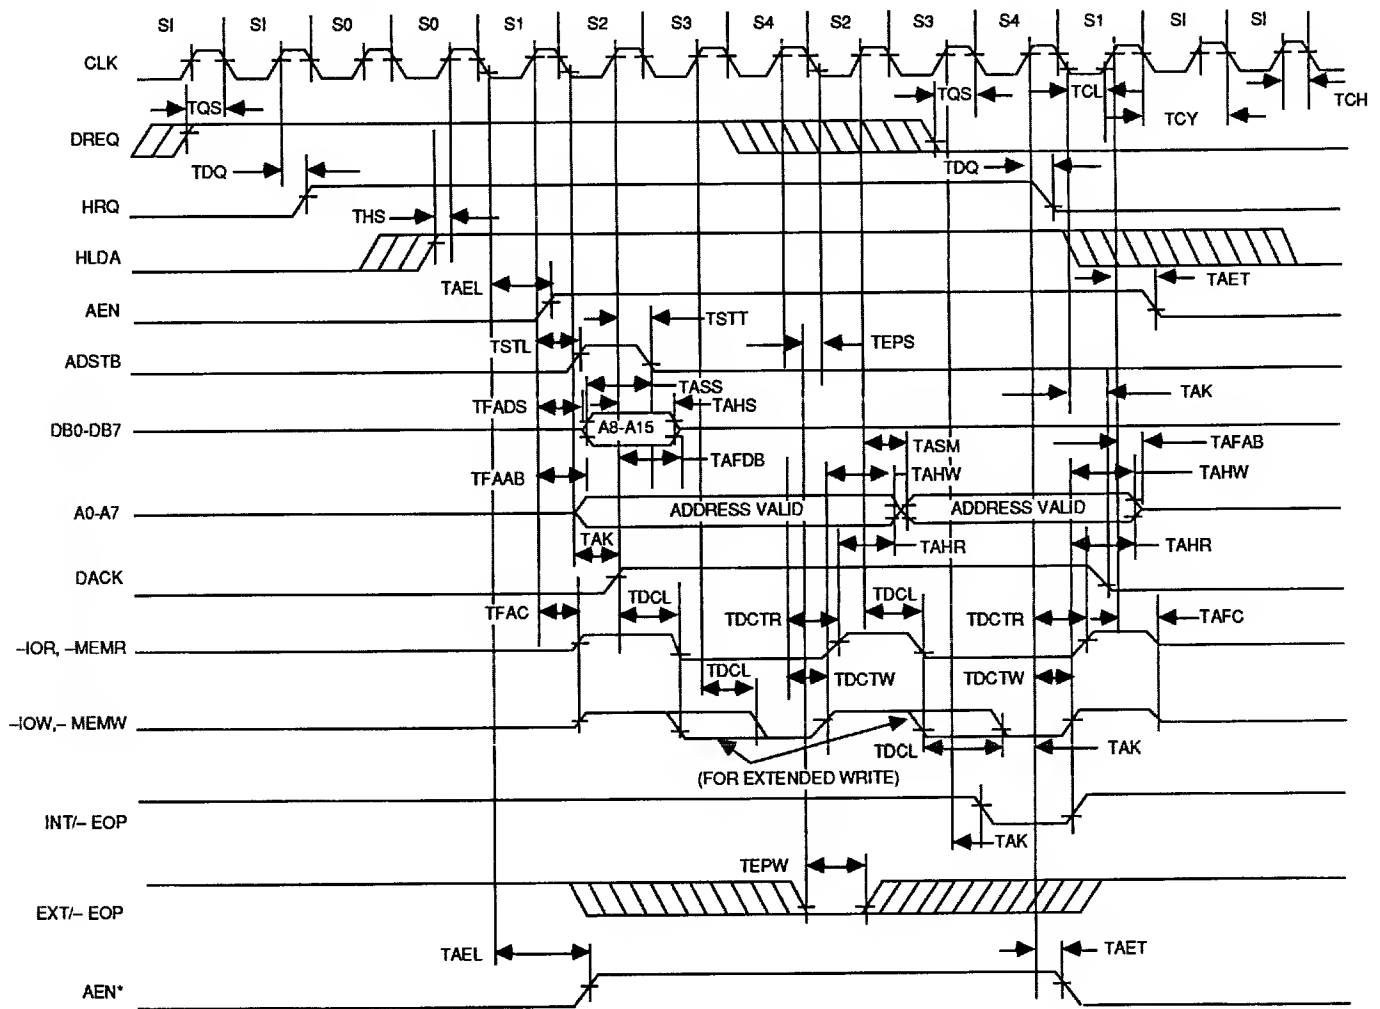 SI SI S0 S0 S1 S2 S3 S4 S2 S3 S4 S1 SI SI
CLK
TQS TQS TCL TCH
TCY
DREQ
TDQ TDQ
HRQ
THS
HLDA
TAEL TAET
AEN
TSTT
TSTL TEPS
ADSTB
TASS TAK
TFADS TAHS
DB0-DB7 A8-A15
TASM TAFAB
TAFDB
TFAAB TAHW TAHW
A0-A7 ADDRESS VALID ADDRESS VALID
TAK TAHR TAHR
DACK
TDCL
TFAC TDCTR TDCL TDCTR TAFC
–IOR, –MEMR
TDCL TDCTW TDCTW
–IOW,– MEMW
TDCL TAK
(FOR EXTENDED WRITE)
INT/– EOP
TAK
TEPW
EXT/– EOP
TAEL TAET
AEN*